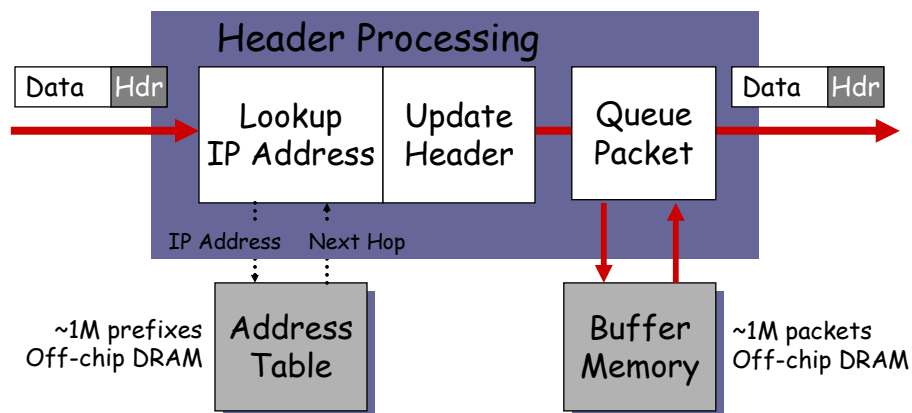 Header Processing
Data Hdr
Lookup
IP Address
Update
Header
Queue
Packet
Data Hdr
IP Address
Next Hop
~1M prefixes
Off-chip DRAM
Address
Table
Buffer
Memory
~1M packets
Off-chip DRAM